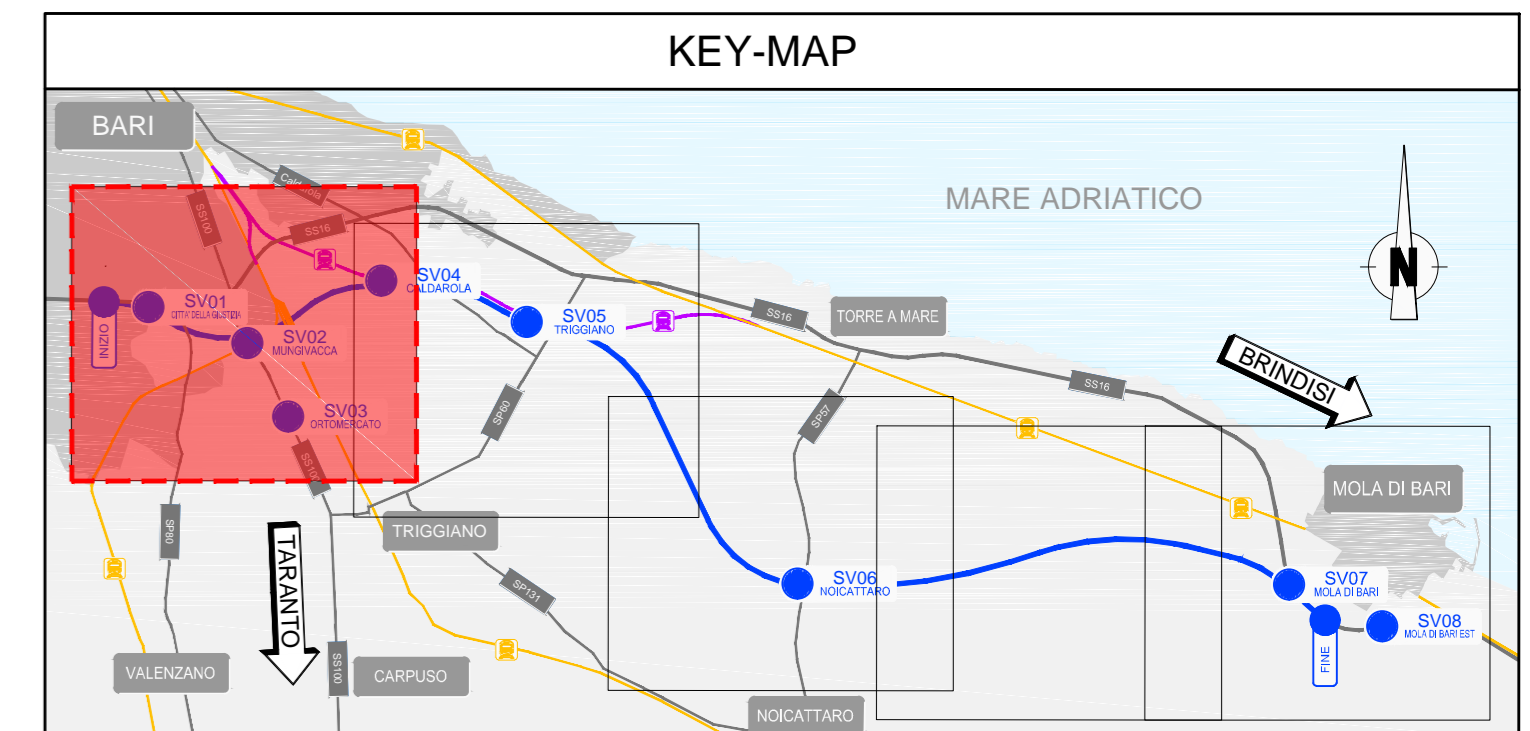 KEY-MAP
BARI
Caldarola
MARE ADRIATICO
SS100
SS16
N
SV04
CALDAROLA
SV01
CITTA' DELLA GIUSTIZIA
INIZIO
SV05
TRIGGIANO
SS16
TORRE A MARE
SV02
MUNGIVACCA
BRINDISI
SS16
SV03
ORTOMERCATO
SP60
SP57
SS100
MOLA DI BARI
SP80
TRIGGIANO
TARANTO
SV06
NOICATTARO
SV07
MOLA DI BARI
SP131
SV08
MOLA DI BARI EST
FINE
VALENZANO
SS100
CARPUSO
NOICATTARO